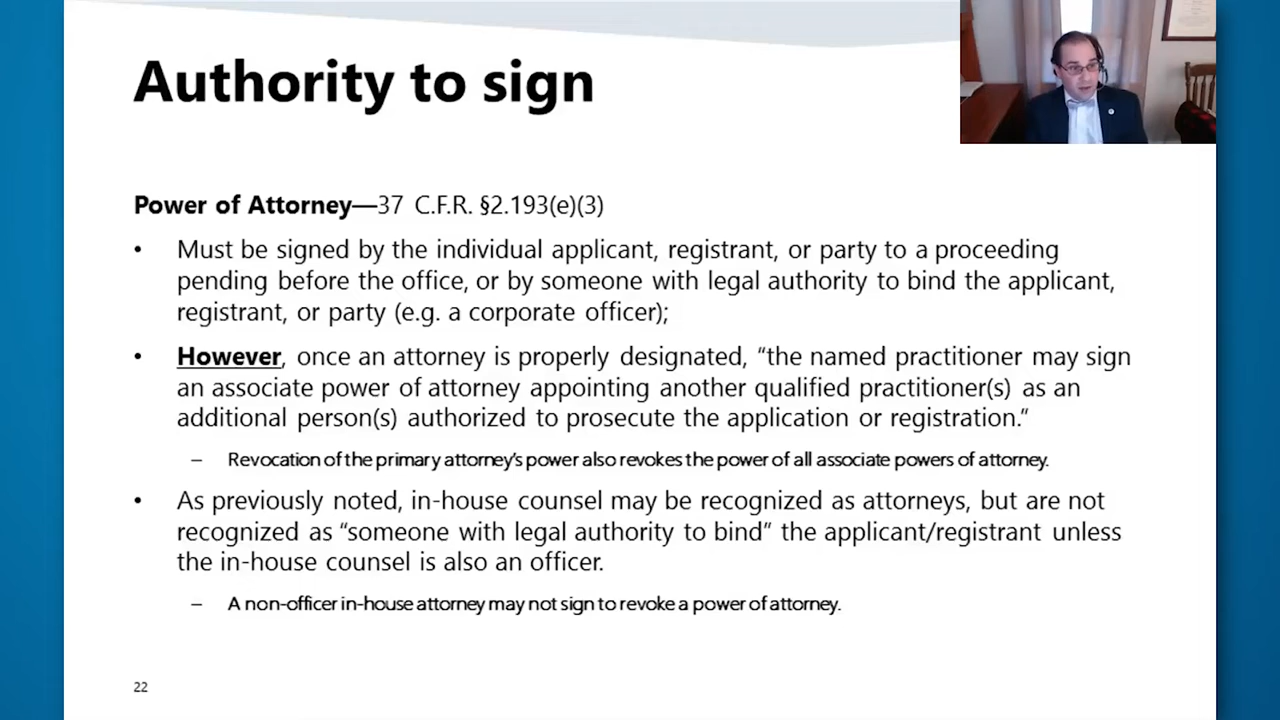 Authority to sign
Power of Attorney—37 C.F.R. §2.193(e)(3)
• Must be signed by the individual applicant, registrant, or party to a proceeding
pending before the office, or by someone with legal authority to bind the applicant,
registrant, or party (e.g. a corporate officer);
• However, once an attorney is properly designated, “the named practitioner may sign
an associate power of attorney appointing another qualified practitioner(s) as an
additional person(s) authorized to prosecute the application or registration.”
– Revocation of the primary attorney’s power also revokes the power of all associate powers of attorney.
• As previously noted, in-house counsel may be recognized as attorneys, but are not
recognized as “someone with legal authority to bind” the applicant/registrant unless
the in-house counsel is also an officer.
– A non-officer in-house attorney may not sign to revoke a power of attorney.
22